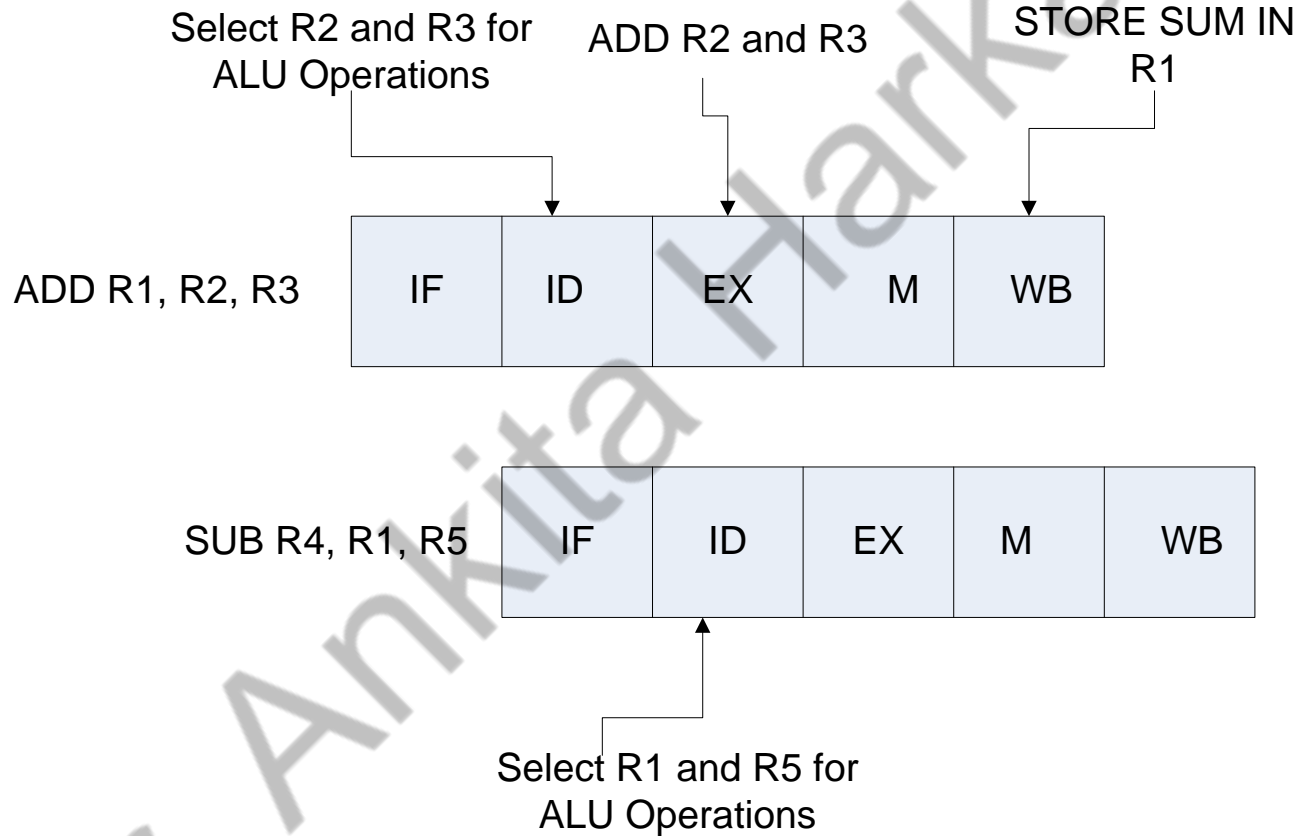 Select R2 and R3 for
ALU Operations
ADD R2 and R3
STORE SUM IN
R1
ADD R1, R2, R3
IF
ID
EX
M
WB
SUB R4, R1, R5
IF
ID
EX
M
WB
Select R1 and R5 for
ALU Operations
Ankita